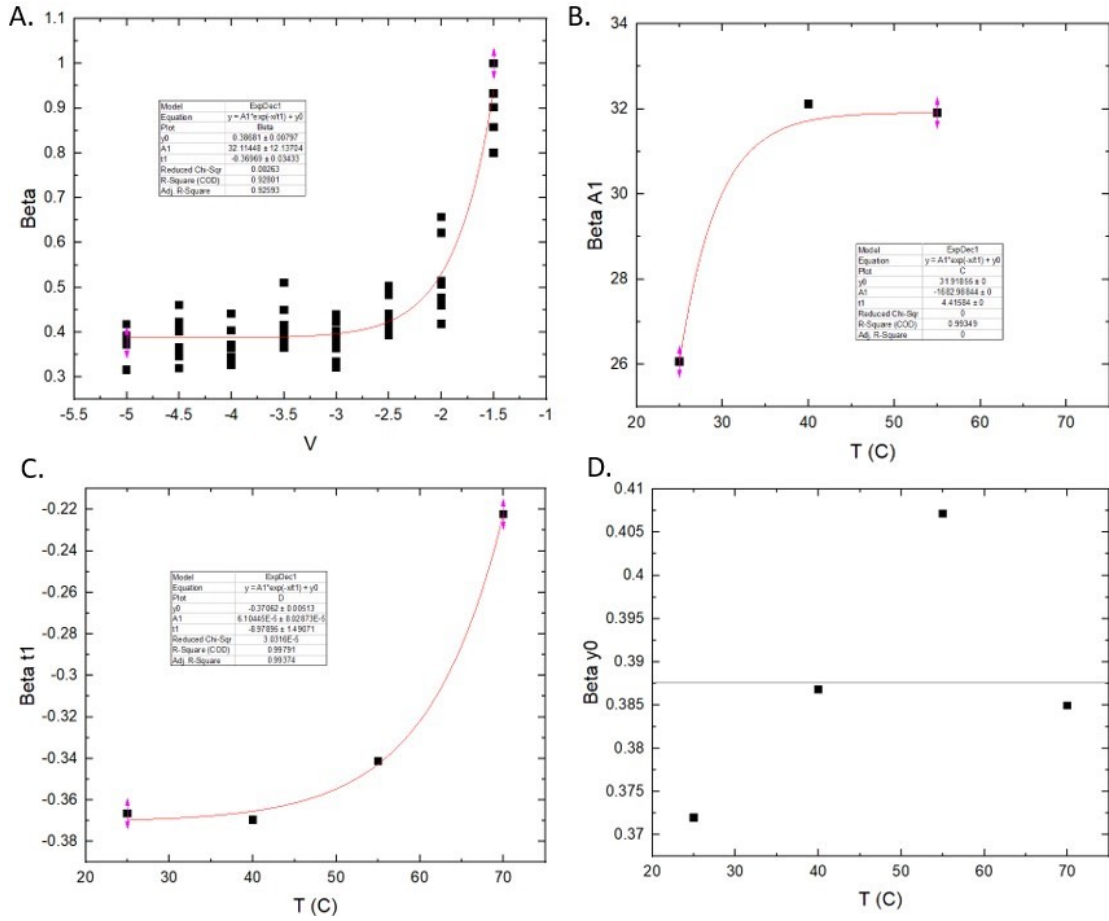 A.
1.1
1
0.9
0.8
0.7
0.6
0.5
0.4
0.3
Beta
-5.5 -5 -4.5 -4 -3.5 -3 -2.5 -2 -1.5 -1
V
Model ExpDec1
Equation y = A1*exp(-x/t1) + y0
Plot Beta
y0 0.38681 ± 0.00797
A1 32.11448 ± 12.13704
t1 -0.36969 ± 0.03433
Reduced Chi-Sqr 0.00263
R-Square (COD) 0.92801
Adj. R-Square 0.92593
B.
34
32
30
28
26
Beta A1
20 30 40 50 60 70
T (C)
Model ExpDec1
Equation y = A1*exp(-x/t1) + y0
Plot C
y0 31.91856 ± 0
A1 -1682.98844 ± 0
t1 4.41584 ± 0
Reduced Chi-Sqr 0
R-Square (COD) 0.99349
Adj. R-Square 0
C.
-0.22
-0.24
-0.26
-0.28
-0.3
-0.32
-0.34
-0.36
-0.38
Beta t1
20 30 40 50 60 70
T (C)
Model ExpDec1
Equation y = A1*exp(-x/t1) + y0
Plot D
y0 -0.37062 ± 0.00513
A1 6.10445E-5 ± 8.02873E-5
t1 -8.97896 ± 1.49071
Reduced Chi-Sqr 3.0316E-5
R-Square (COD) 0.99791
Adj. R-Square 0.99374
D.
0.41
0.405
0.4
0.395
0.39
0.385
0.38
0.375
0.37
Beta y0
20 30 40 50 60 70
T (C)